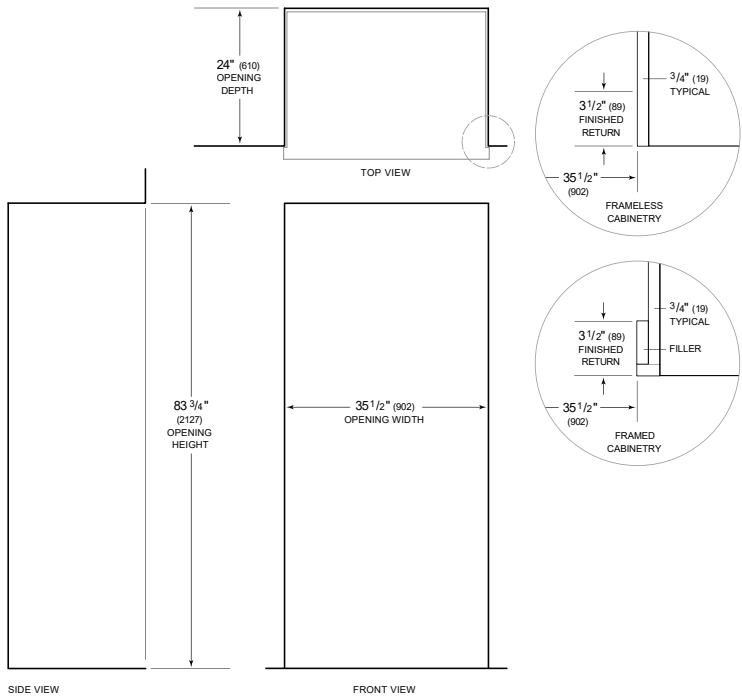 24" (610)
OPENING
DEPTH
TOP VIEW
3/4" (19)
TYPICAL
3 1/2" (89)
FINISHED
RETURN
35 1/2"
(902)
FRAMELESS
CABINETRY
3/4" (19)
TYPICAL
3 1/2" (89)
FINISHED
RETURN
FILLER
35 1/2"
(902)
FRAMED
CABINETRY
83 3/4"
(2127)
OPENING
HEIGHT
35 1/2" (902)
OPENING WIDTH
SIDE VIEW
FRONT VIEW